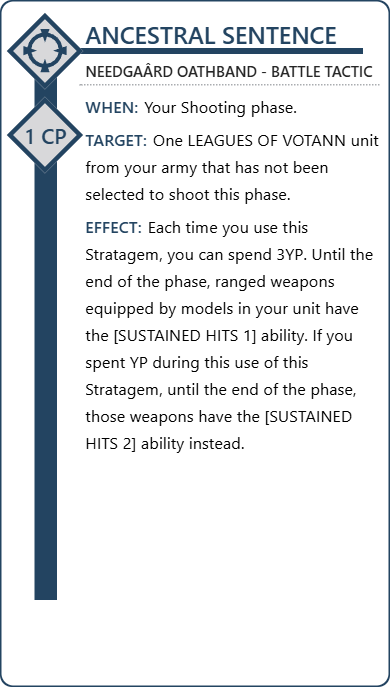 ANCESTRAL SENTENCE
NEEDGAÂRD OATHBAND - BATTLE TACTIC
WHEN: Your Shooting phase.
1 CP
TARGET: One LEAGUES OF VOTANN unit
from your army that has not been
selected to shoot this phase.
EFFECT: Each time you use this
Stratagem, you can spend 3YP. Until the
end of the phase, ranged weapons
equipped by models in your unit have
the [SUSTAINED HITS 1] ability. If you
spent YP during this use of this
Stratagem, until the end of the phase,
those weapons have the [SUSTAINED
HITS 2] ability instead.